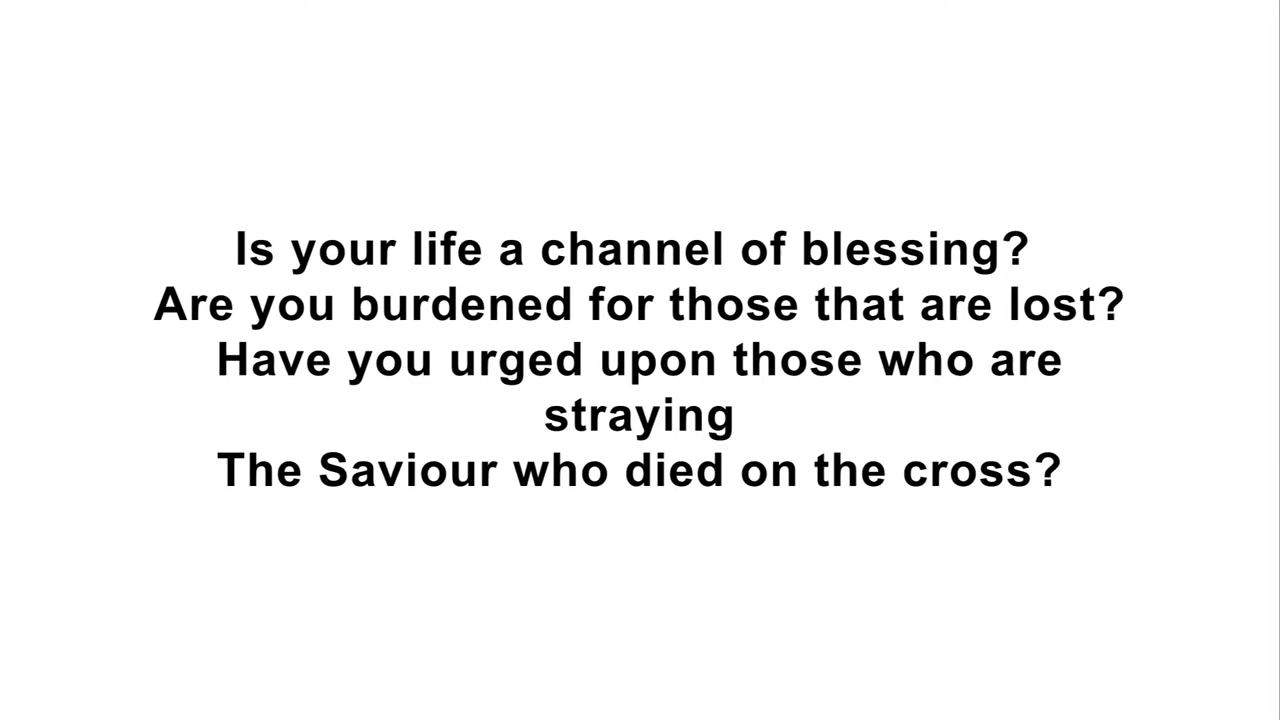 Is your life a channel of blessing?
Are you burdened for those that are lost?
Have you urged upon those who are
straying
The Saviour who died on the cross?